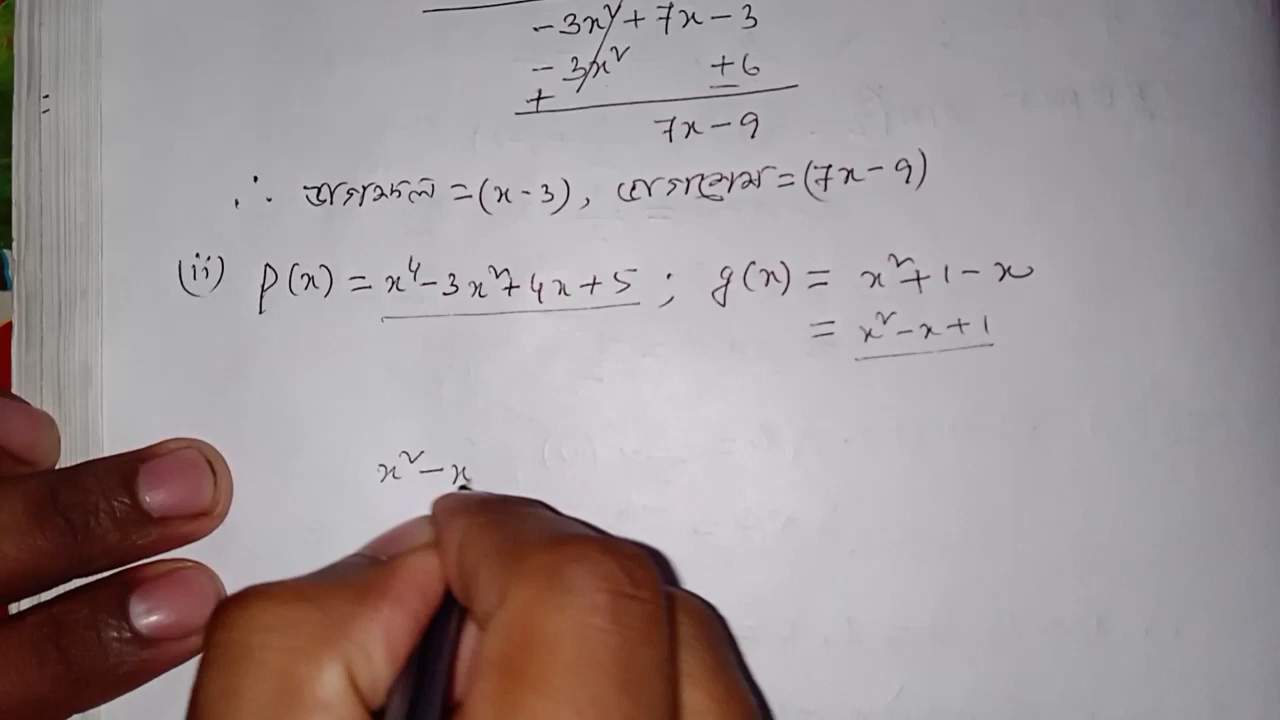 -3x² + 7x - 3
-3x² + 6
+ -
7x - 9
∴ ভাগফল = (x - 3), ভাগশেষ = (7x - 9)
(ii) p(x) = x⁴ - 3x² + 4x + 5 ; g(x) = x² + 1 - x
= x² - x + 1
x² - x